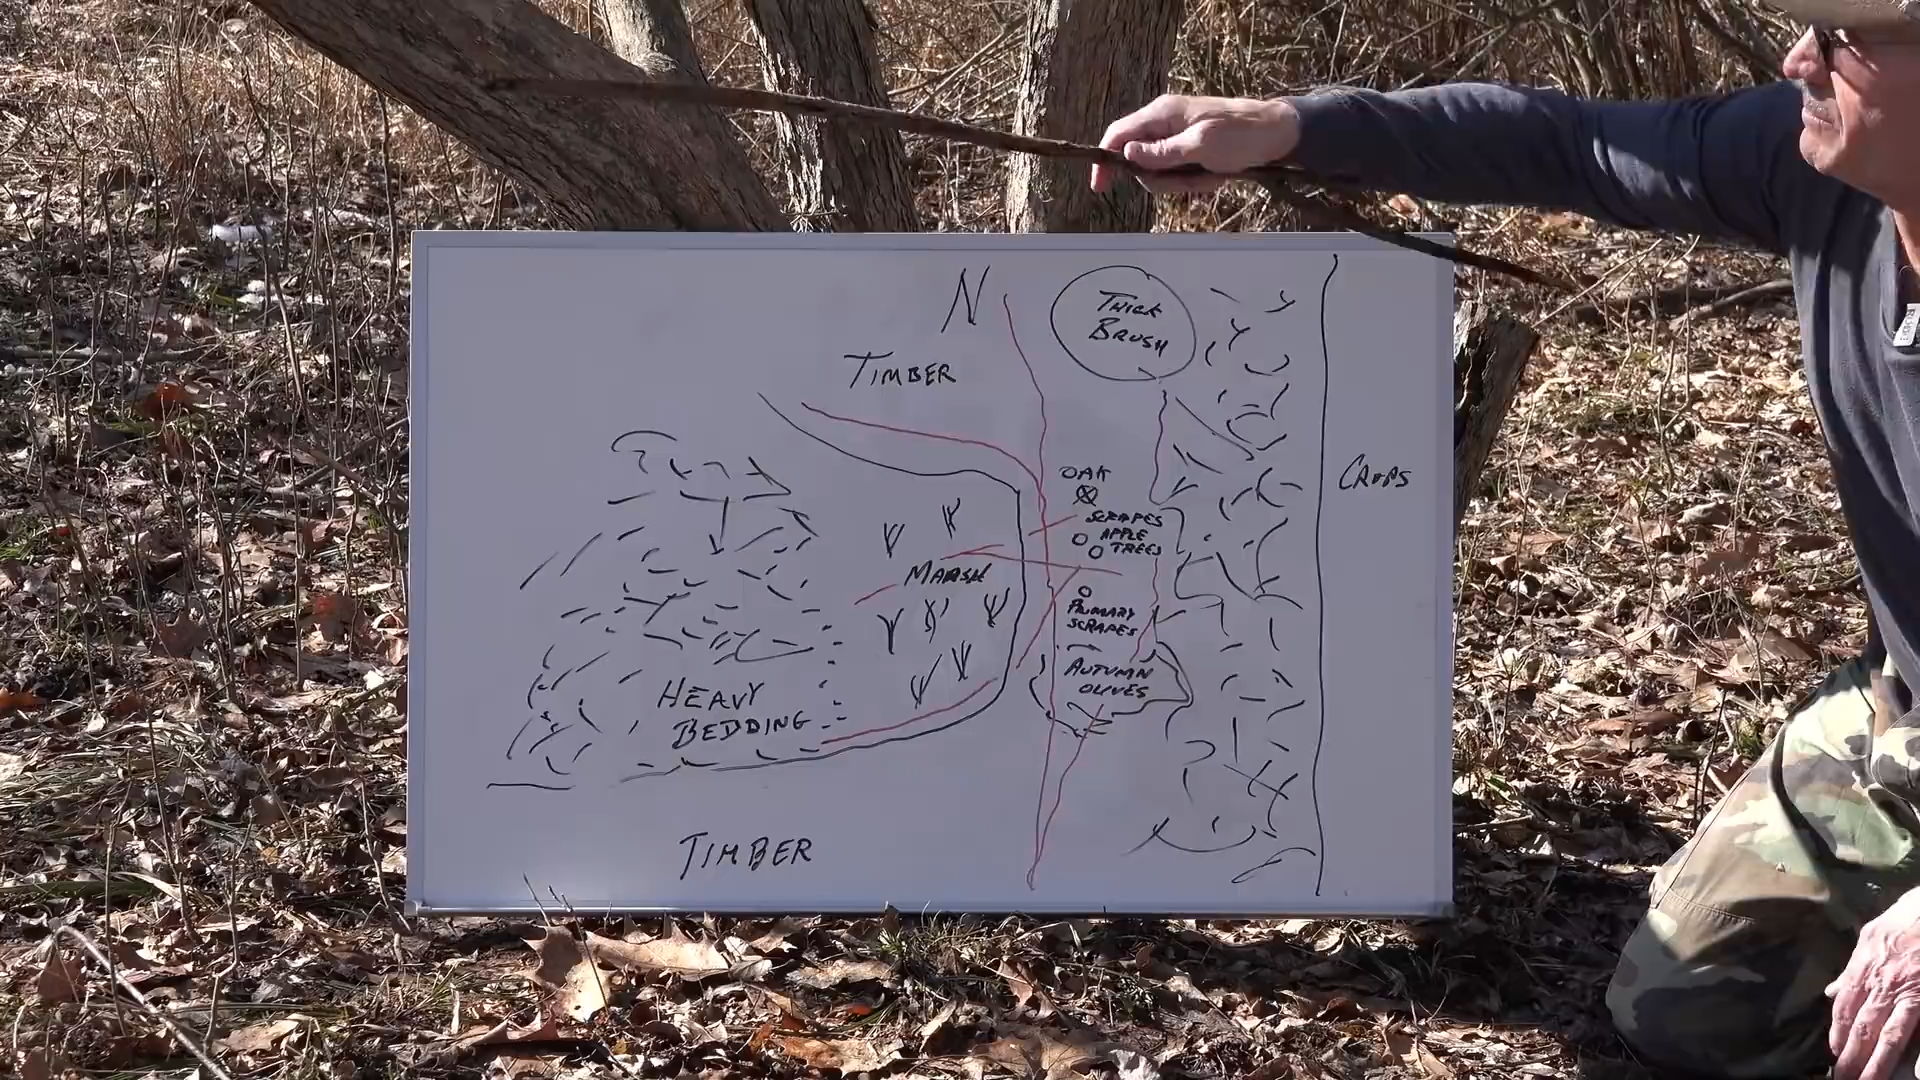 N
THICK
BRUSH
TIMBER
OAK
CROPS
SCRAPES
APPLE
TREES
MARSH
PRIMARY
SCRAPES
AUTUMN
OLIVES
HEAVY
BEDDING
TIMBER